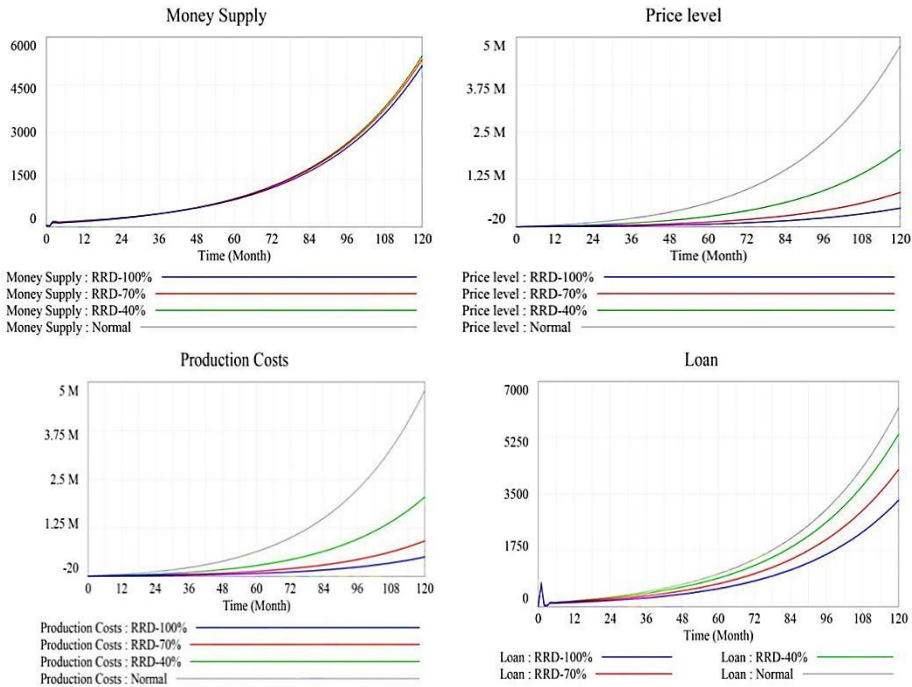 Money Supply
6000
4500
3000
1500
0
0 12 24 36 48 60 72 84 96 108 120
Time (Month)
Money Supply : RRD-100%
Money Supply : RRD-70%
Money Supply : RRD-40%
Money Supply : Normal
Price level
5 M
3.75 M
2.5 M
1.25 M
-20
0 12 24 36 48 60 72 84 96 108 120
Time (Month)
Price level : RRD-100%
Price level : RRD-70%
Price level : RRD-40%
Price level : Normal
Production Costs
5 M
3.75 M
2.5 M
1.25 M
-20
0 12 24 36 48 60 72 84 96 108 120
Time (Month)
Production Costs : RRD-100%
Production Costs : RRD-70%
Production Costs : RRD-40%
Production Costs : Normal
Loan
7000
5250
3500
1750
0
0 12 24 36 48 60 72 84 96 108 120
Time (Month)
Loan : RRD-100% Loan : RRD-40%
Loan : RRD-70% Loan : Normal